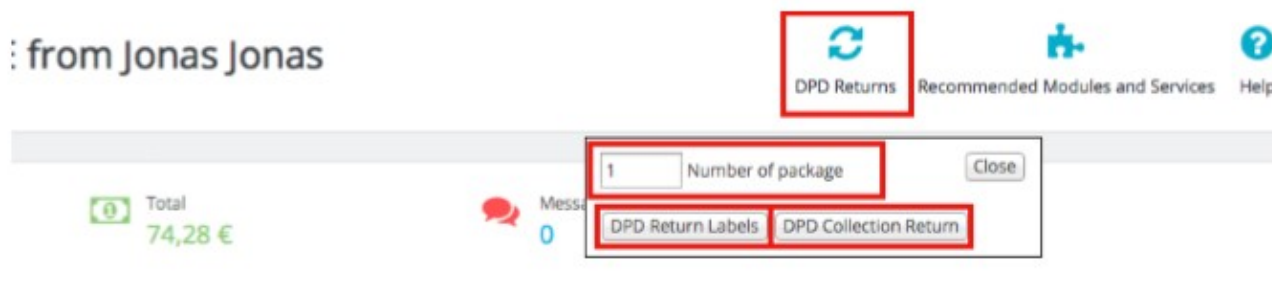 from Jonas Jonas
DPD Returns
Recommended Modules and Services
Help
1 Number of package
Close
Total
74,28 €
0
DPD Return Labels
DPD Collection Return